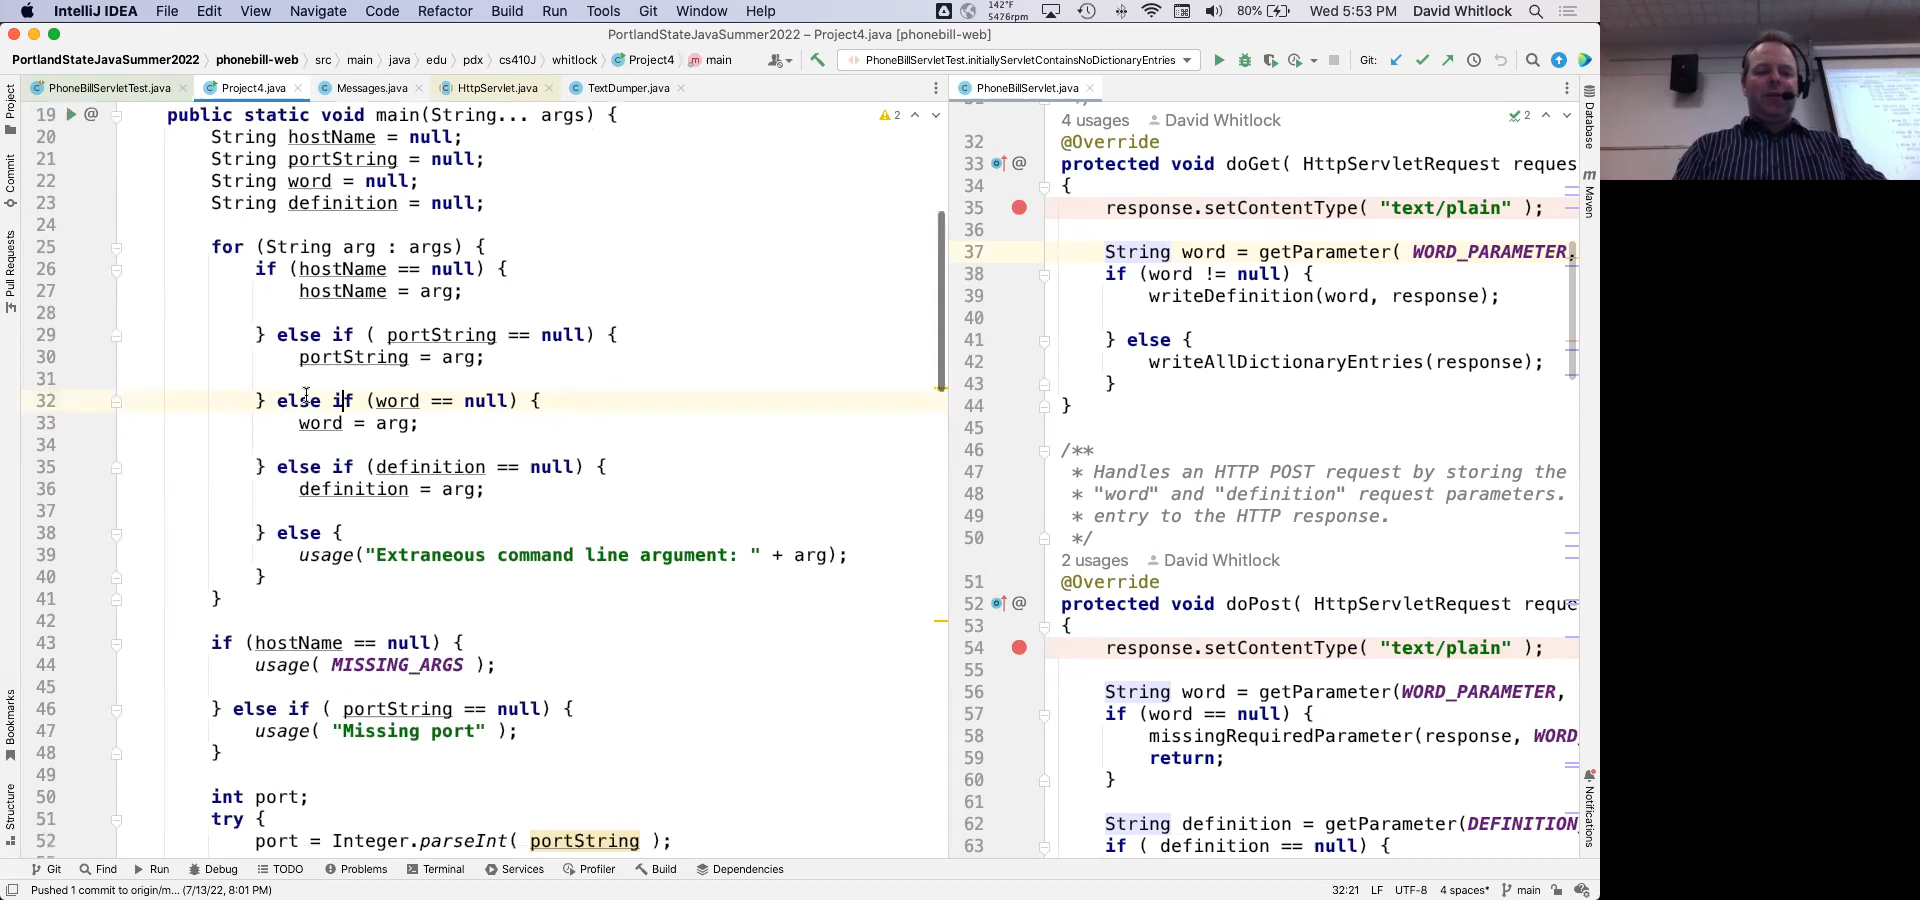 IntelliJ IDEA File Edit View Navigate Code Refactor Build Run Tools Git Window Help 142°F 5476rpm 80% Wed 5:53 PM David Whitlock
PortlandStateJavaSummer2022 – Project4.java [phonebill-web]
PortlandStateJavaSummer2022 phonebill-web src main java edu pdx cs410J whitlock Project4 main PhoneBillServletTest.initiallyServletContainsNoDictionaryEntries Git:
PhoneBillServletTest.java Project4.java Messages.java HttpServlet.java TextDumper.java PhoneBillServlet.java
Project
Commit
Pull Requests
Bookmarks
Structure
19 public static void main(String... args) {
20 String hostName = null;
21 String portString = null;
22 String word = null;
23 String definition = null;
24
25 for (String arg : args) {
26 if (hostName == null) {
27 hostName = arg;
28
29 } else if ( portString == null) {
30 portString = arg;
31
32 } else if (word == null) {
33 word = arg;
34
35 } else if (definition == null) {
36 definition = arg;
37
38 } else {
39 usage("Extraneous command line argument: " + arg);
40 }
41 }
42
43 if (hostName == null) {
44 usage( MISSING_ARGS );
45
46 } else if ( portString == null) {
47 usage( "Missing port" );
48 }
49
50 int port;
51 try {
52 port = Integer.parseInt( portString );
2
4 usages David Whitlock
2
32 @Override
33 protected void doGet( HttpServletRequest reques
34 {
35 response.setContentType( "text/plain" );
36
37 String word = getParameter( WORD_PARAMETER,
38 if (word != null) {
39 writeDefinition(word, response);
40
41 } else {
42 writeAllDictionaryEntries(response);
43 }
44 }
45
46 /**
47 * Handles an HTTP POST request by storing the
48 * "word" and "definition" request parameters.
49 * entry to the HTTP response.
50 */
2 usages David Whitlock
51 @Override
52 protected void doPost( HttpServletRequest reque
53 {
54 response.setContentType( "text/plain" );
55
56 String word = getParameter(WORD_PARAMETER,
57 if (word == null) {
58 missingRequiredParameter(response, WORD
59 return;
60 }
61
62 String definition = getParameter(DEFINITION
63 if ( definition == null) {
Database
Maven
Notifications
Git Find Run Debug TODO Problems Terminal Services Profiler Build Dependencies
Pushed 1 commit to origin/m... (7/13/22, 8:01 PM) 32:21 LF UTF-8 4 spaces* main